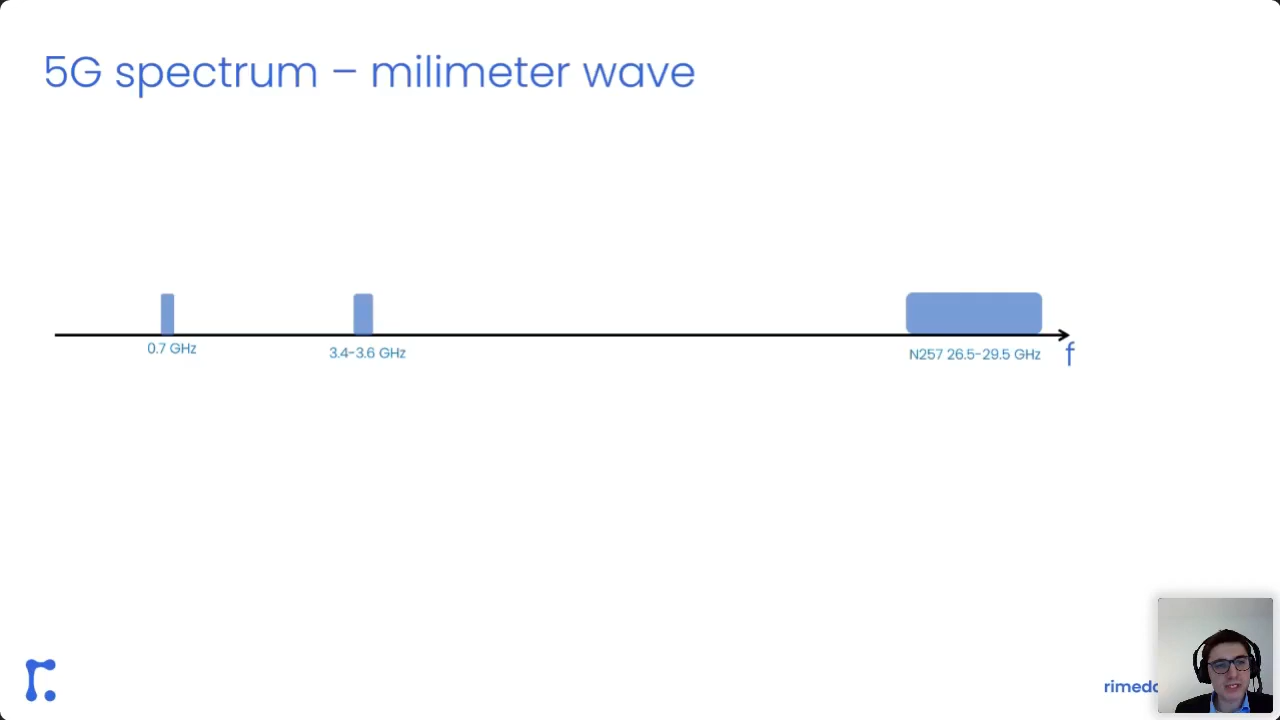 5G spectrum – milimeter wave
0.7 GHz
3.4-3.6 GHz
N257 26.5-29.5 GHz
f
rimedo